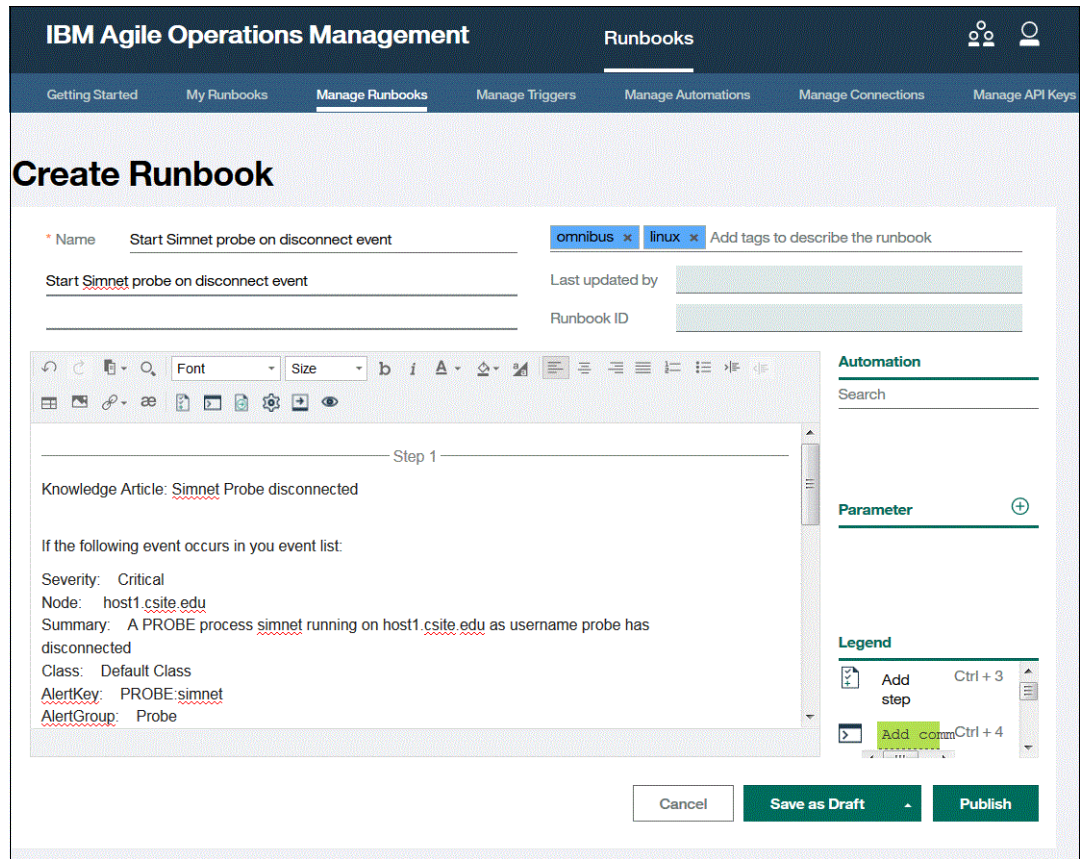 IBM Agile Operations Management Runbooks
Getting Started My Runbooks Manage Runbooks Manage Triggers Manage Automations Manage Connections Manage API Keys
Create Runbook
* Name Start Simnet probe on disconnect event
omnibus × linux × Add tags to describe the runbook
Start Simnet probe on disconnect event
Last updated by
Runbook ID
Font Size b i A
æ
Automation
Search
Step 1
Knowledge Article: Simnet Probe disconnected
If the following event occurs in you event list:
Severity: Critical
Node: host1.csite.edu
Summary: A PROBE process simnet running on host1.csite.edu as username probe has
disconnected
Class: Default Class
AlertKey: PROBE:simnet
AlertGroup: Probe
Parameter
Legend
Add Ctrl + 3
step
Add comm Ctrl + 4
Cancel Save as Draft Publish